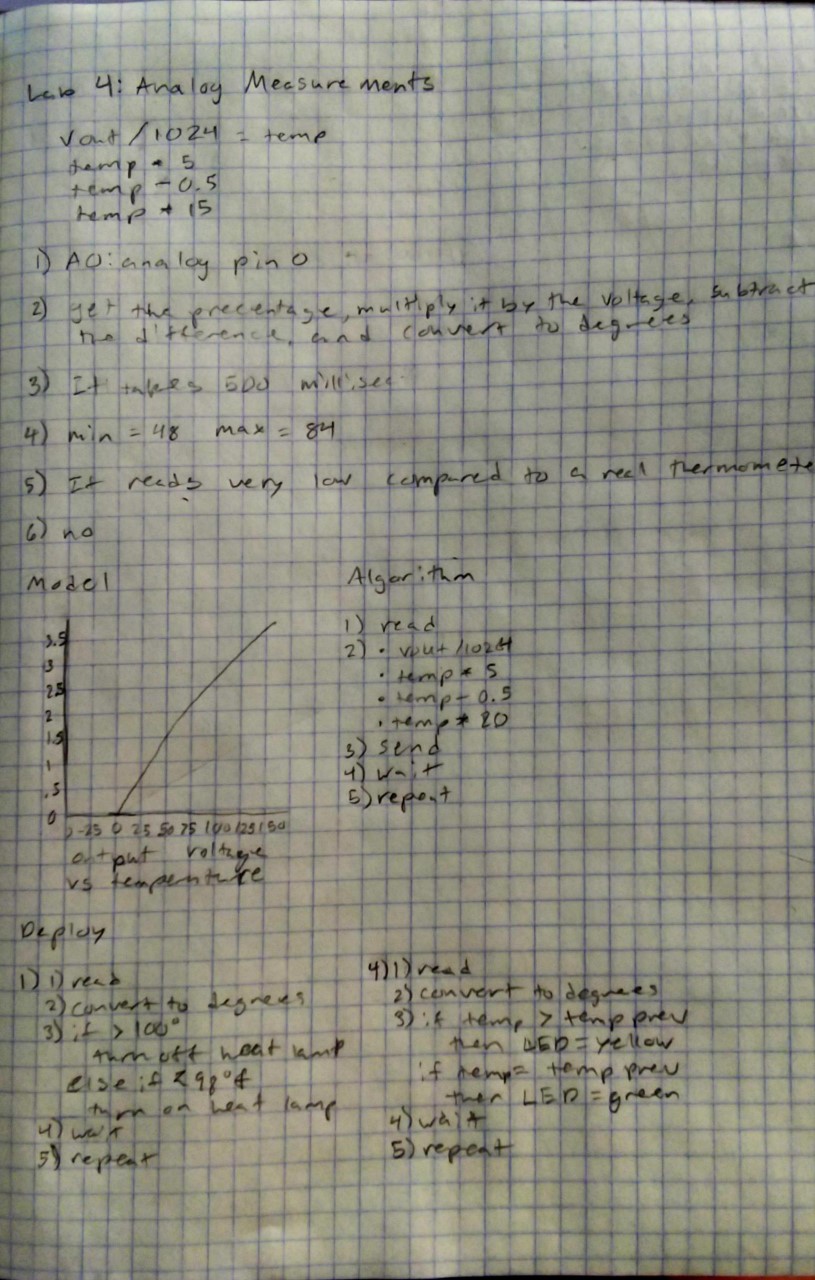 Lab 4: Analog Measurements
Vout /1024 = temp
temp * 5
temp - 0.5
temp * 15
1) A0: analog pin 0
2) get the precentage, multiply it by the voltage, subtract
the difference, and convert to degrees
3) It takes 500 millisec
4) min = 48 max = 84
5) It reads very low compared to a real thermomete
6) no
Model
3.5
3
2.5
2
1.5
1
.5
0
-25 0 25 50 75 100 125 150
output voltage
vs temperature
Algorithm
1) read
2) • vout /1024
• temp * 5
• temp - 0.5
• temp * 20
3) send
4) wait
5) repeat
Deploy
1) 1) read
2) convert to degrees
3) if > 100°
turn off heat lamp
else if < 98°f
turn on heat lamp
4) wait
5) repeat
4) 1) read
2) convert to degrees
3) if temp > temp prev
then LED = yellow
if temp = temp prev
then LED = green
4) wait
5) repeat